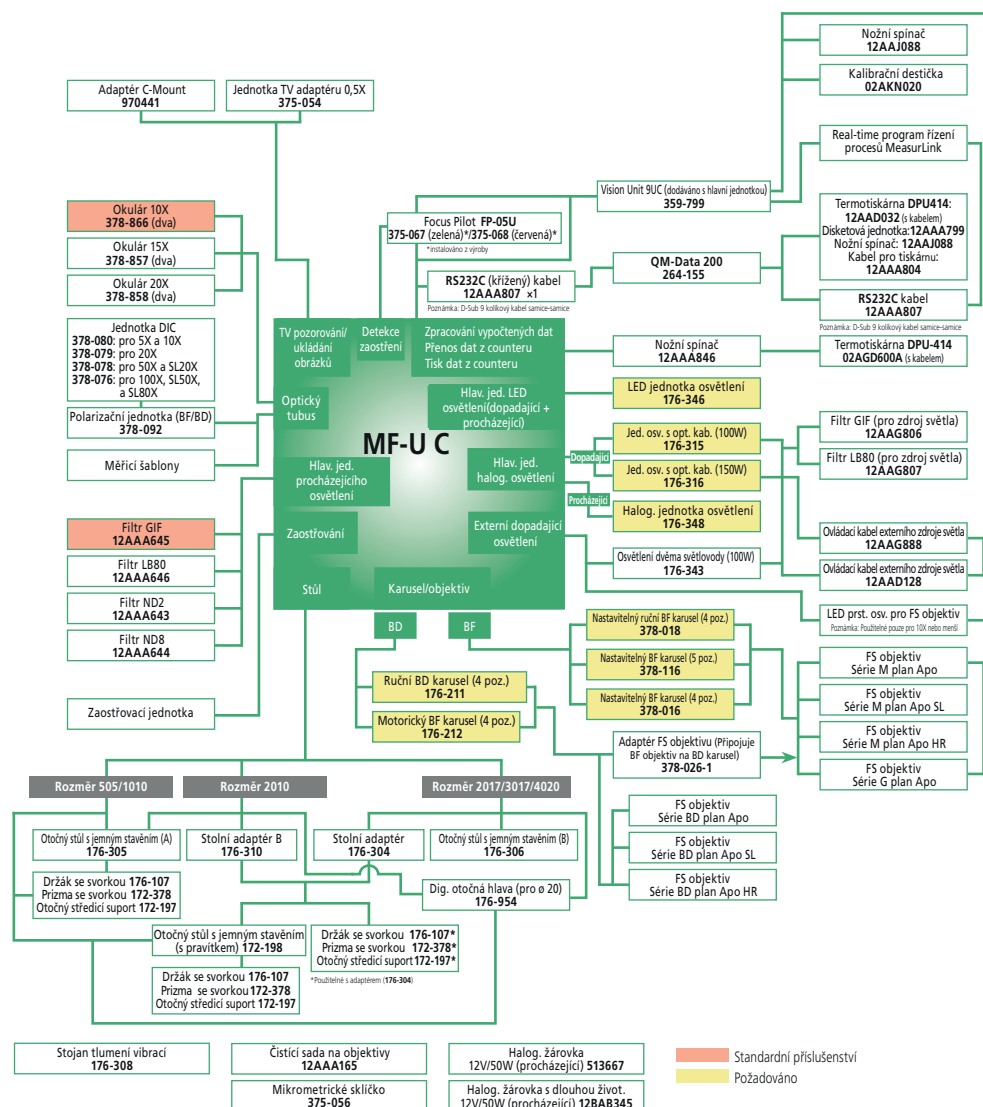 Adaptér C-Mount
970441
Jednotka TV adaptéru 0,5X
375-054
Nožní spínač
12AAJ088
Kalibrační destička
02AKN020
Real-time program řízení
procesů MeasurLink
Vision Unit 9UC (dodáváno s hlavní jednotkou)
359-799
Okulár 10X
378-866 (dva)
Okulár 15X
378-857 (dva)
Okulár 20X
378-858 (dva)
Focus Pilot FP-05U
375-067 (zelená)*/375-068 (červená)*
*instalováno z výroby
Termotiskárna DPU414:
12AAD032 (s kabelem)
Disketová jednotka:12AAA799
Nožní spínač: 12AAJ088
Kabel pro tiskárnu:
12AAA804
RS232C (křížený) kabel
12AAA807 ×1
Poznámka: D-Sub 9 kolíkový kabel samice-samice
QM-Data 200
264-155
RS232C kabel
12AAA807
Poznámka: D-Sub 9 kolíkový kabel samice-samice
Jednotka DIC
378-080: pro 5X a 10X
378-079: pro 20X
378-078: pro 50X a SL20X
378-076: pro 100X, SL50X,
a SL80X
Polarizační jednotka (BF/BD)
378-092
Měřicí šablony
TV pozorování/
ukládání
obrázků
Detekce
zaostření
Zpracování vypočtených dat
Přenos dat z counteru
Tisk dat z counteru
Optický
tubus
Hlav. jed. LED
osvětlení(dopadající +
procházející)
MF-U C
Hlav. jed.
procházejícího
osvětlení
Hlav. jed.
halog. osvětlení
Zaostřování
Externí dopadající
osvětlení
Stůl
Karusel/objektiv
BD
BF
Nožní spínač
12AAA846
Termotiskárna DPU-414
02AGD600A (s kabelem)
LED jednotka osvětlení
176-346
Dopadající
Jed. osv. s opt. kab. (100W)
176-315
Jed. osv. s opt. kab. (150W)
176-316
Procházející
Halog. jednotka osvětlení
176-348
Osvětlení dvěma světlovody (100W)
176-343
Filtr GIF (pro zdroj světla)
12AAG806
Filtr LB80 (pro zdroj světla)
12AAG807
Ovládací kabel externího zdroje světla
12AAG888
Ovládací kabel externího zdroje světla
12AAD128
LED prst. osv. pro FS objektiv
Poznámka: Použitelné pouze pro 10X nebo menší
Filtr GIF
12AAA645
Filtr LB80
12AAA646
Filtr ND2
12AAA643
Filtr ND8
12AAA644
Zaostřovací jednotka
Nastavitelný ruční BF karusel (4 poz.)
378-018
Nastavitelný BF karusel (5 poz.)
378-116
Nastavitelný BF karusel (4 poz.)
378-016
Ruční BD karusel (4 poz.)
176-211
Motorický BF karusel (4 poz.)
176-212
Adaptér FS objektivu (Připojuje
BF objektiv na BD karusel)
378-026-1
FS objektiv
Série M plan Apo
FS objektiv
Série M plan Apo SL
FS objektiv
Série M plan Apo HR
FS objektiv
Série G plan Apo
FS objektiv
Série BD plan Apo
FS objektiv
Série BD plan Apo SL
FS objektiv
Série BD plan Apo HR
Rozměr 505/1010
Rozměr 2010
Rozměr 2017/3017/4020
Otočný stůl s jemným stavěním (A)
176-305
Stolní adaptér B
176-310
Stolní adaptér
176-304
Otočný stůl s jemným stavěním (B)
176-306
Držák se svorkou 176-107
Prizma se svorkou 172-378
Otočný středicí suport 172-197
Dig. otočná hlava (pro ø 20)
176-954
Otočný stůl s jemným stavěním
(s pravítkem) 172-198
Držák se svorkou 176-107*
Prizma se svorkou 172-378*
Otočný středicí suport172-197*
*Použitelné s adaptérem (176-304)
Držák se svorkou 176-107
Prizma se svorkou172-378
Otočný středicí suport 172-197
Stojan tlumení vibrací
176-308
Čistící sada na objektivy
12AAA165
Halog. žárovka
12V/50W (procházející) 513667
Mikrometrické sklíčko
375-056
Halog. žárovka s dlouhou život.
12V/50W (procházející) 12BAB345
Standardní příslušenství
Požadováno